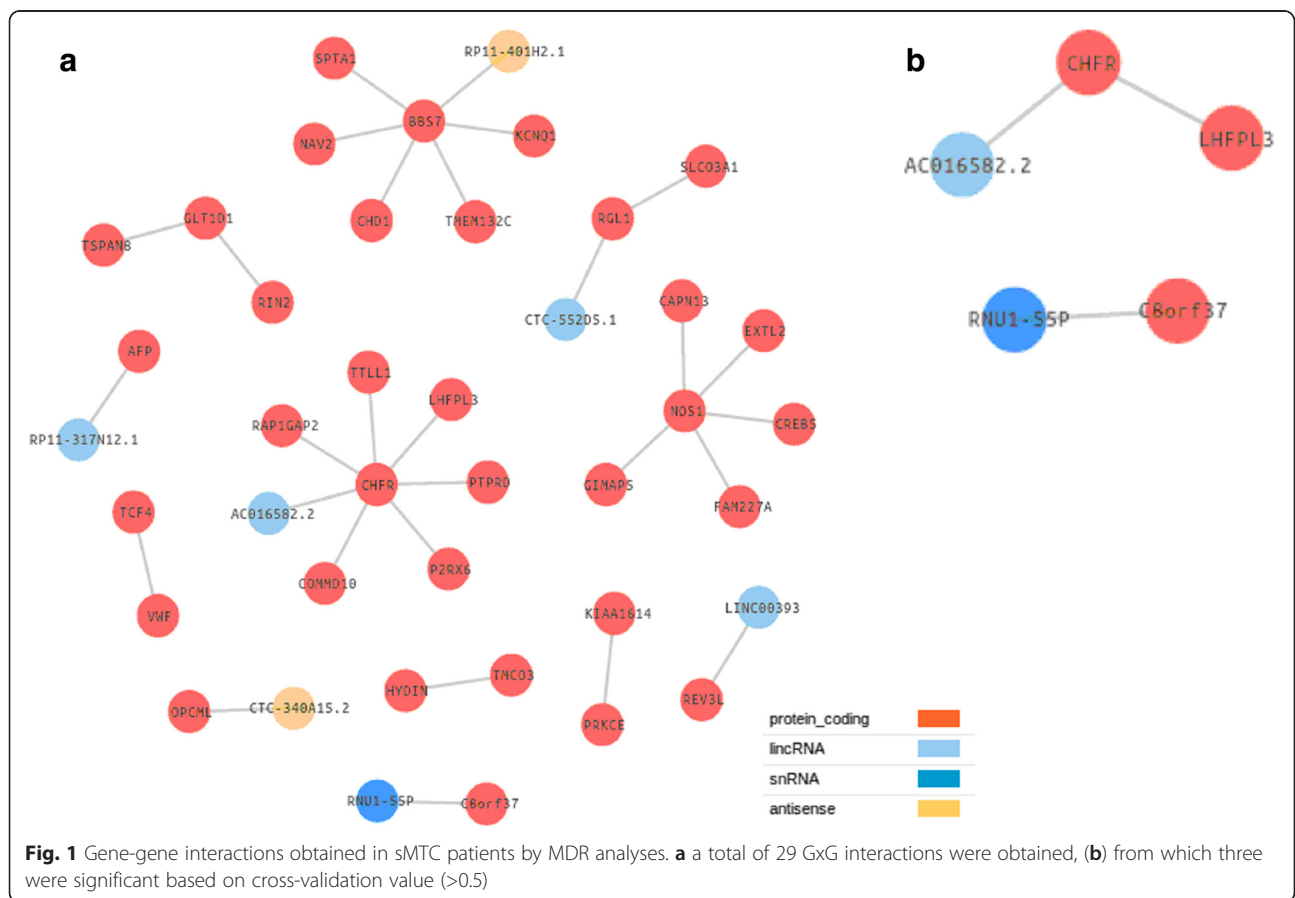 a
b
SPTA1
RP11-401H2.1
BBS7
NAV2
KCNQ1
CHD1
TMEM132C
SLCO3A1
RGL1
CTC-552D5.1
GLT1D1
TSPAN8
RIN2
AFP
RP11-317N12.1
CAPN13
EXTL2
NOS1
CREB5
GIMAP5
FAM227A
TTLL1
LHFPL3
RAP1GAP2
CHFR
PTPRD
AC016582.2
COMMD10
P2RX6
TCF4
VWF
KIAA1614
PRKCE
LINC00393
REV3L
HYDIN
TMCO3
OPCML
CTC-340A15.2
RNU1-55P
C8orf37
CHFR
LHFPL3
AC016582.2
RNU1-55P
C8orf37
protein_coding
lincRNA
snRNA
antisense
Fig. 1 Gene-gene interactions obtained in sMTC patients by MDR analyses. a a total of 29 GxG interactions were obtained, (b) from which three
were significant based on cross-validation value (>0.5)